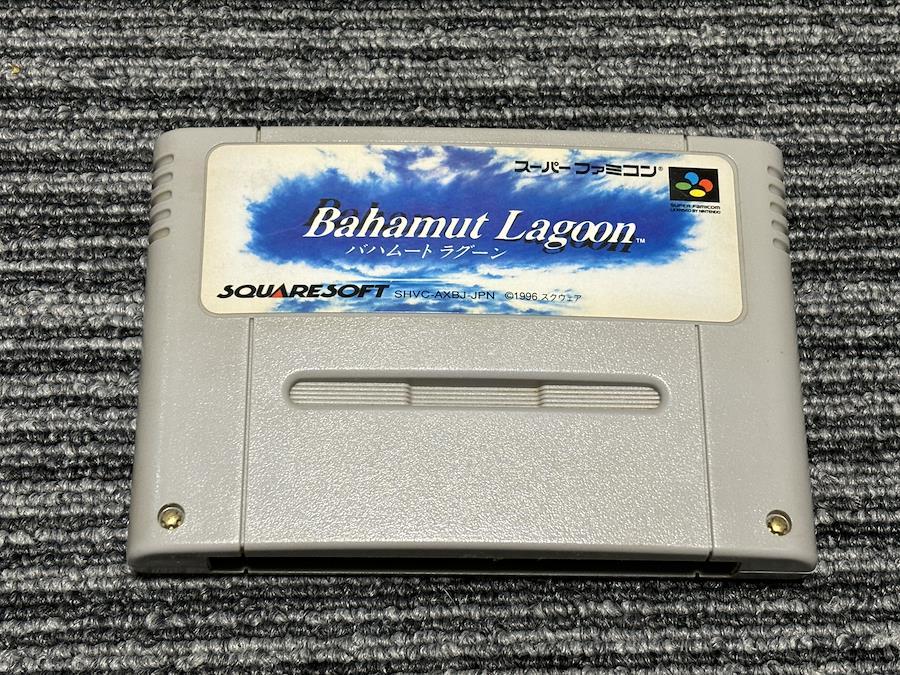 スーパーファミコン®
SUPER FAMICOM
LICENSED BY NINTENDO
Bahamut Lagoon™
バハムート ラグーン
SQUARESOFT SHVC-AXBJ-JPN ©1996 スクウェア